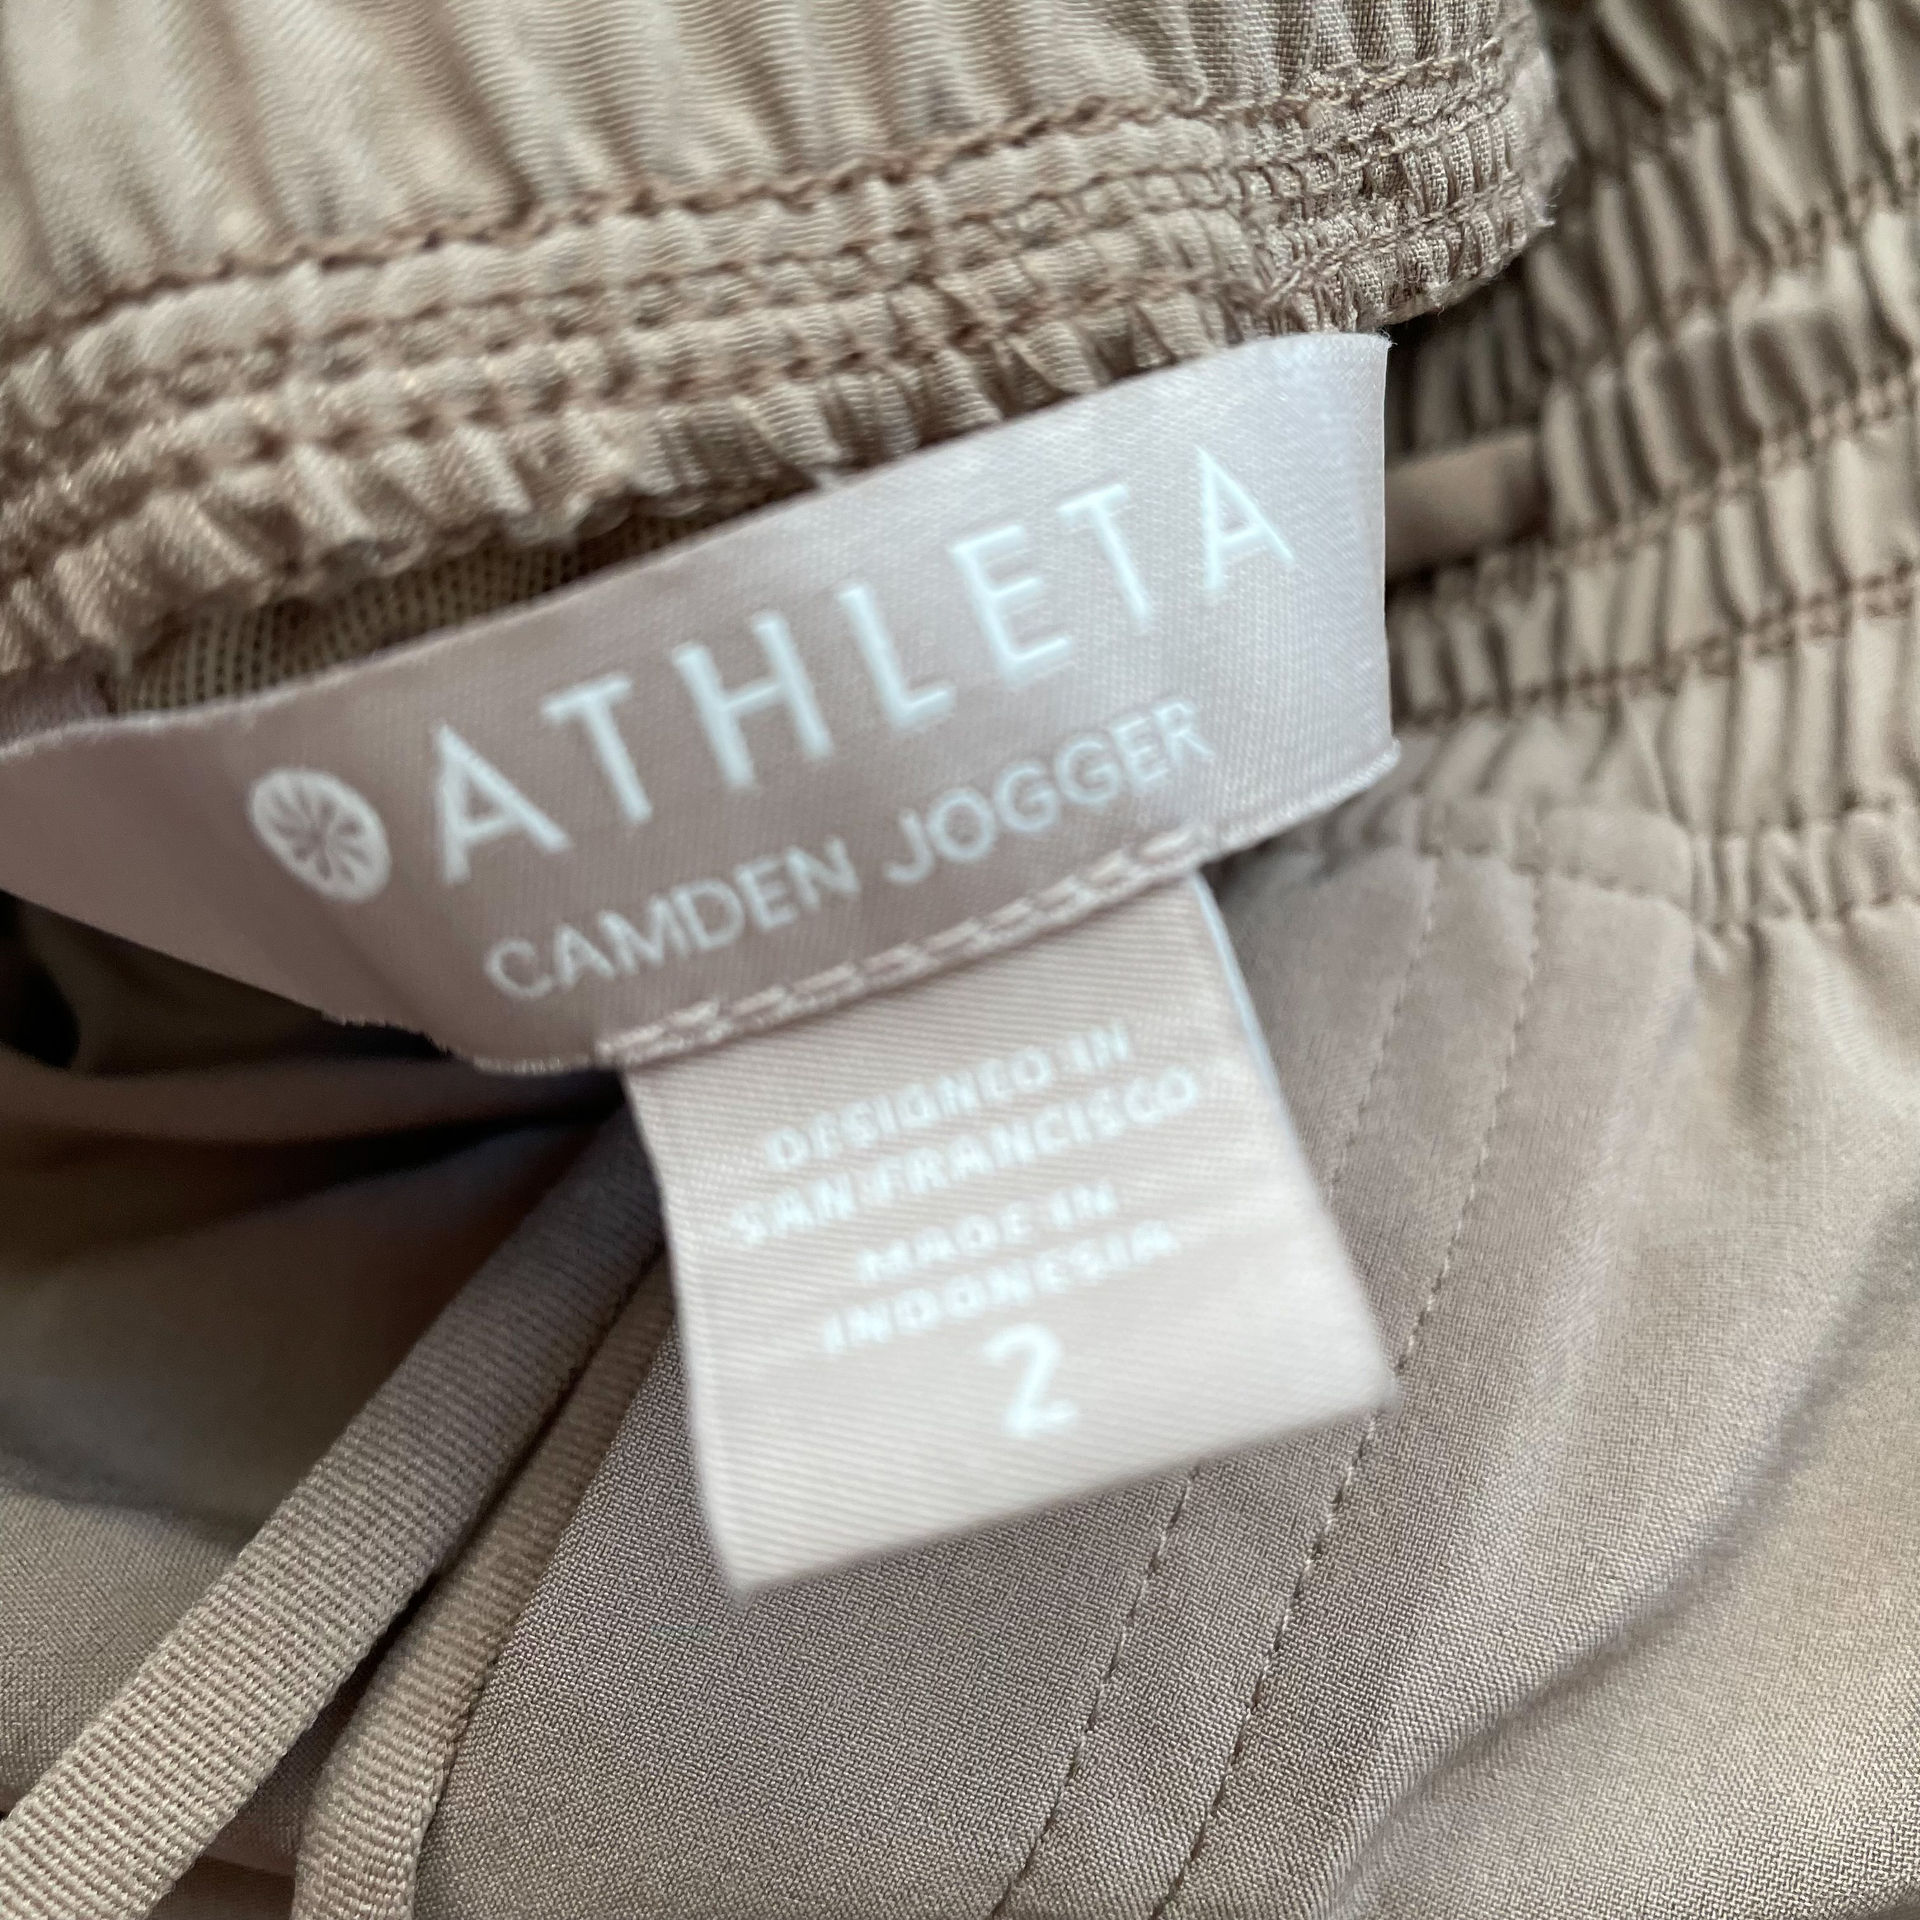 ATHLETA
CAMDEN JOGGER
DESIGNED IN
SAN FRANCISCO
MADE IN
INDONESIA
2